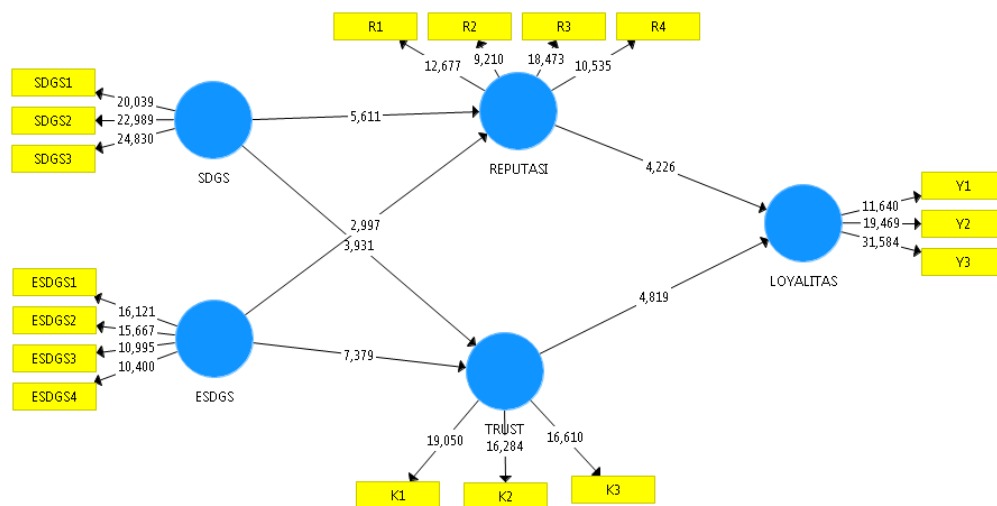 R1
R2
R3
R4
12,677
9,210
18,473
10,535
REPUTASI
SDGS1
SDGS2
SDGS3
20,039
22,989
24,830
SDGS
5,611
2,997
3,931
4,226
Y1
Y2
Y3
11,640
19,469
31,584
LOYALITAS
ESDGS1
ESDGS2
ESDGS3
ESDGS4
16,121
15,667
10,995
10,400
ESDGS
7,379
4,819
TRUST
19,050
16,284
16,610
K1
K2
K3